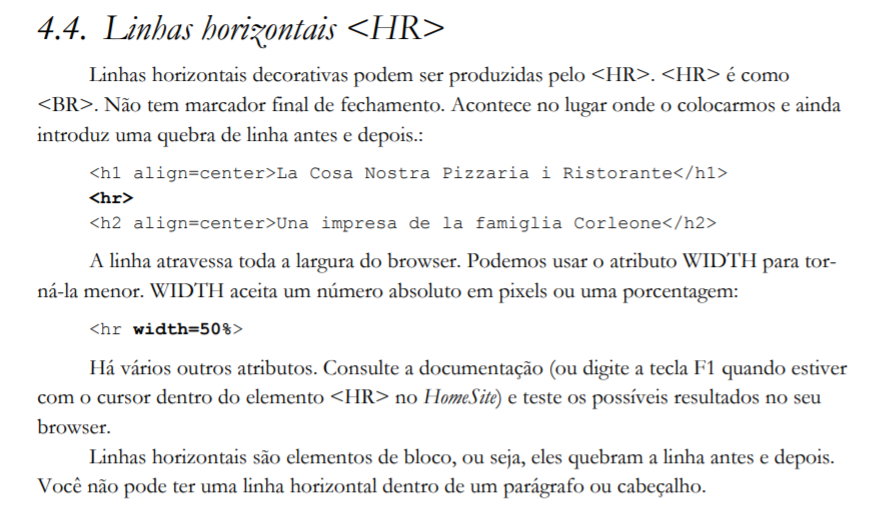 4.4. Linhas horizontais <HR>
Linhas horizontais decorativas podem ser produzidas pelo <HR>. <HR> é como
<BR>. Não tem marcador final de fechamento. Acontece no lugar onde o colocarmos e ainda
introduz uma quebra de linha antes e depois.:
<h1 align=center>La Cosa Nostra Pizzaria i Ristorante</h1>
<hr>
<h2 align=center>Una impresa de la famiglia Corleone</h2>
A linha atravessa toda a largura do browser. Podemos usar o atributo WIDTH para tor-
ná-la menor. WIDTH aceita um número absoluto em pixels ou uma porcentagem:
<hr width=50%>
Há vários outros atributos. Consulte a documentação (ou digite a tecla F1 quando estiver
com o cursor dentro do elemento <HR> no HomeSite) e teste os possíveis resultados no seu
browser.
Linhas horizontais são elementos de bloco, ou seja, eles quebram a linha antes e depois.
Você não pode ter uma linha horizontal dentro de um parágrafo ou cabeçalho.